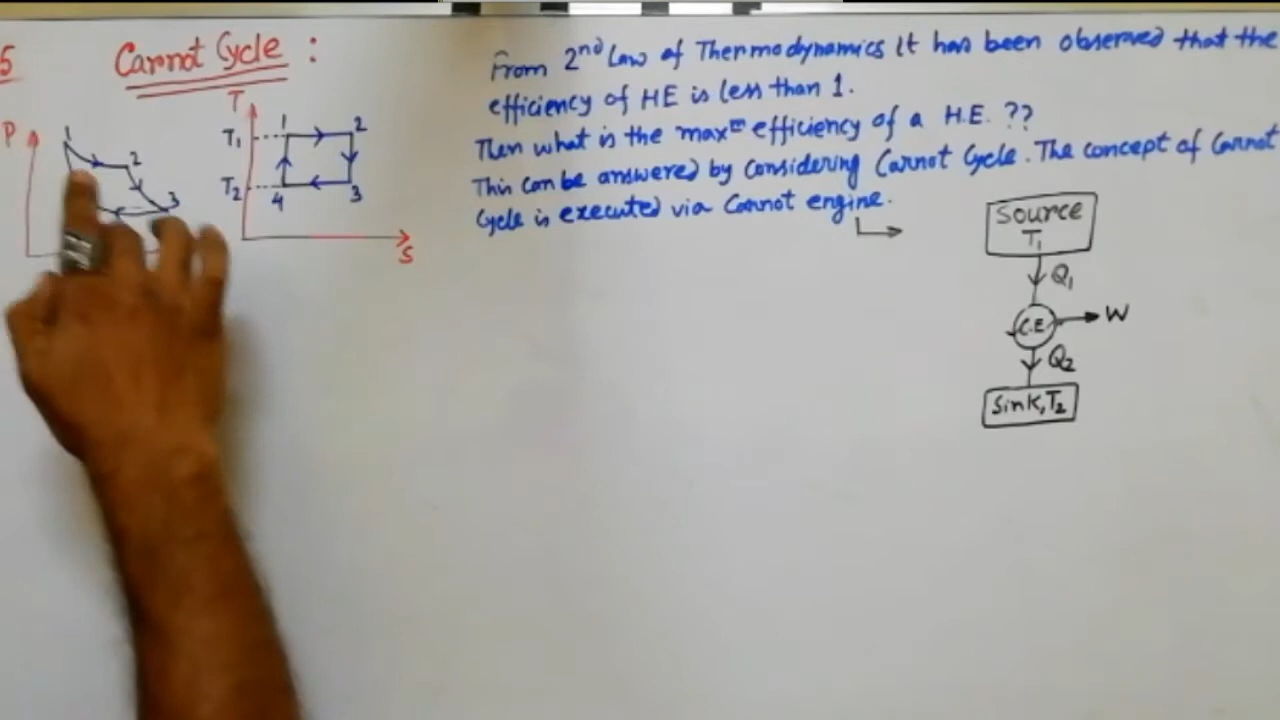 5
Carnot Cycle :
From 2nd Law of Thermodynamics It has been observed that the
efficiency of HE is less than 1.
Then what is the maxm efficiency of a H.E. ??
This can be answered by considering Carnot Cycle. The concept of Carnot
Cycle is executed via Carnot engine.
P
1
2
3
T
T1
T2
1
2
3
4
S
Source
T1
Q1
C.E
W
Q2
Sink, T2